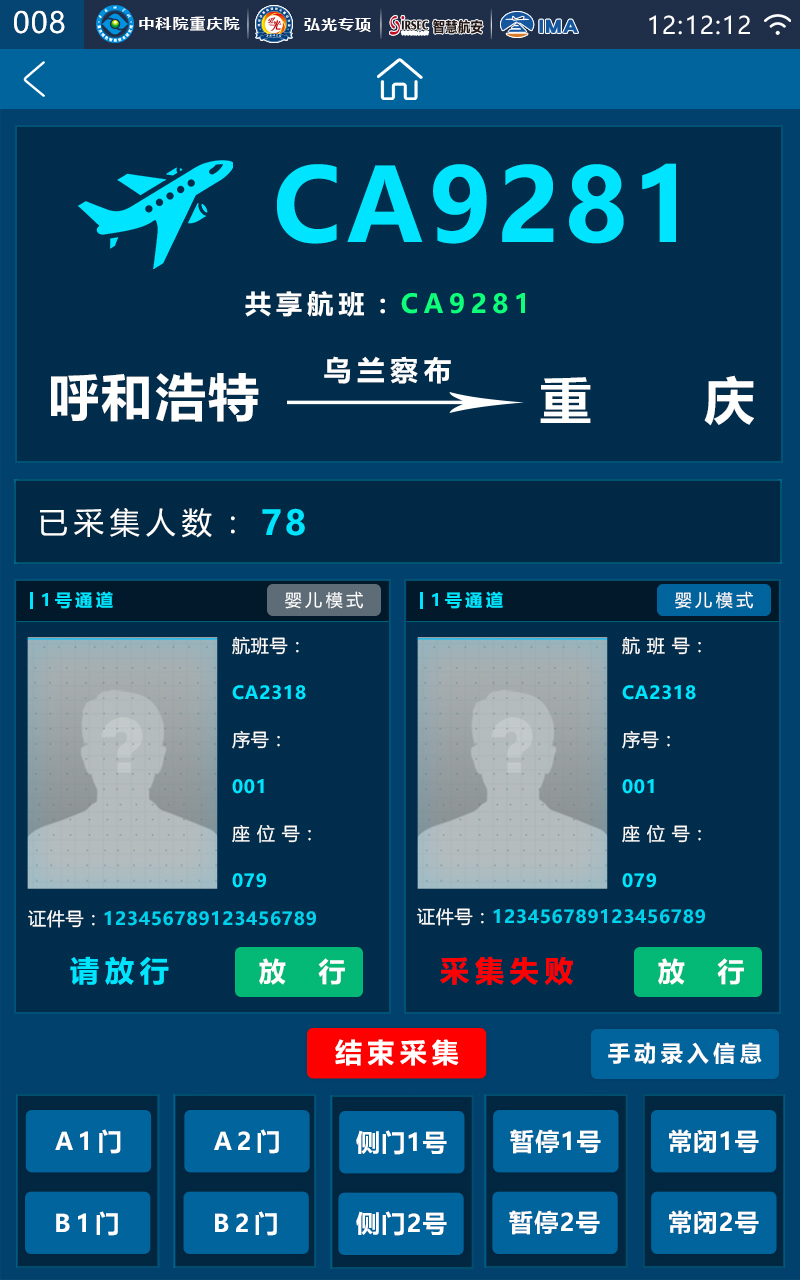 008 中科院重庆院 弘光专项 SiRSEC 智慧航安 IMA 12:12:12
CA9281
共享航班：CA9281
呼和浩特 乌兰察布 重 庆
已采集人数： 78
1号通道 婴儿模式
航班号：
CA2318
序号：
001
座 位 号：
079
证件号：123456789123456789
请放行 放 行
1号通道 婴儿模式
航 班 号：
CA2318
序号：
001
座 位 号：
079
证件号：123456789123456789
采集失败 放 行
结束采集 手动录入信息
A1门 A2门 侧门1号 暂停1号 常闭1号
B1门 B2门 侧门2号 暂停2号 常闭2号